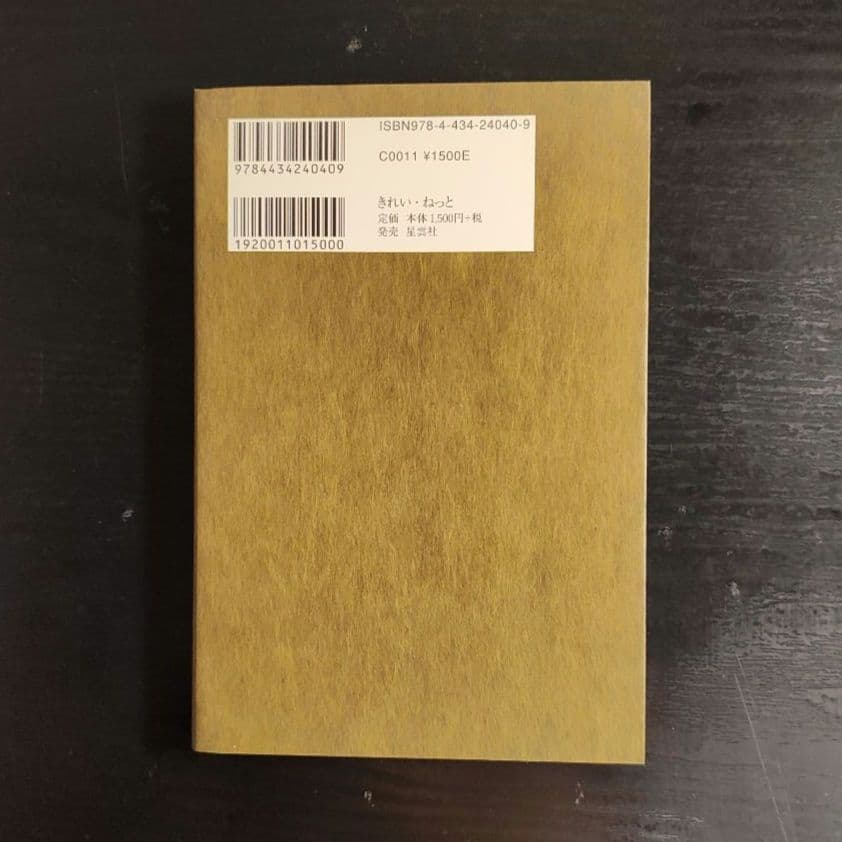 ISBN978-4-434-24040-9
9784434240409
C0011 ¥1500E
きれい・ねっと
定価 本体1,500円+税
発売 星雲社
1920011015000